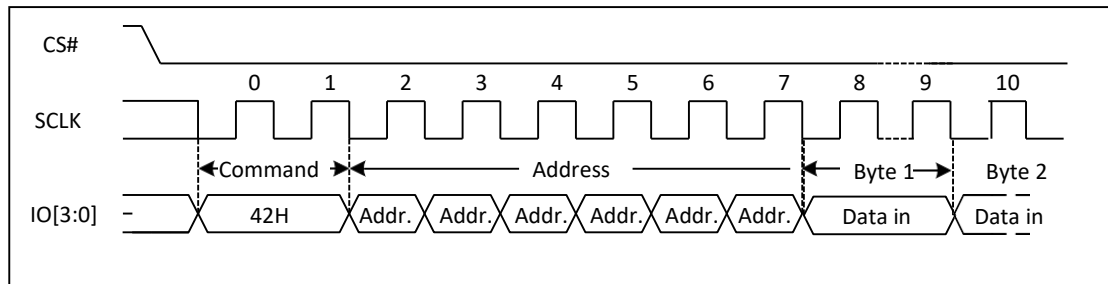 CS#
0 1 2 3 4 5 6 7 8 9 10
SCLK
Command Address Byte 1 Byte 2
IO[3:0] 42H Addr. Addr. Addr. Addr. Addr. Addr. Data in Data in